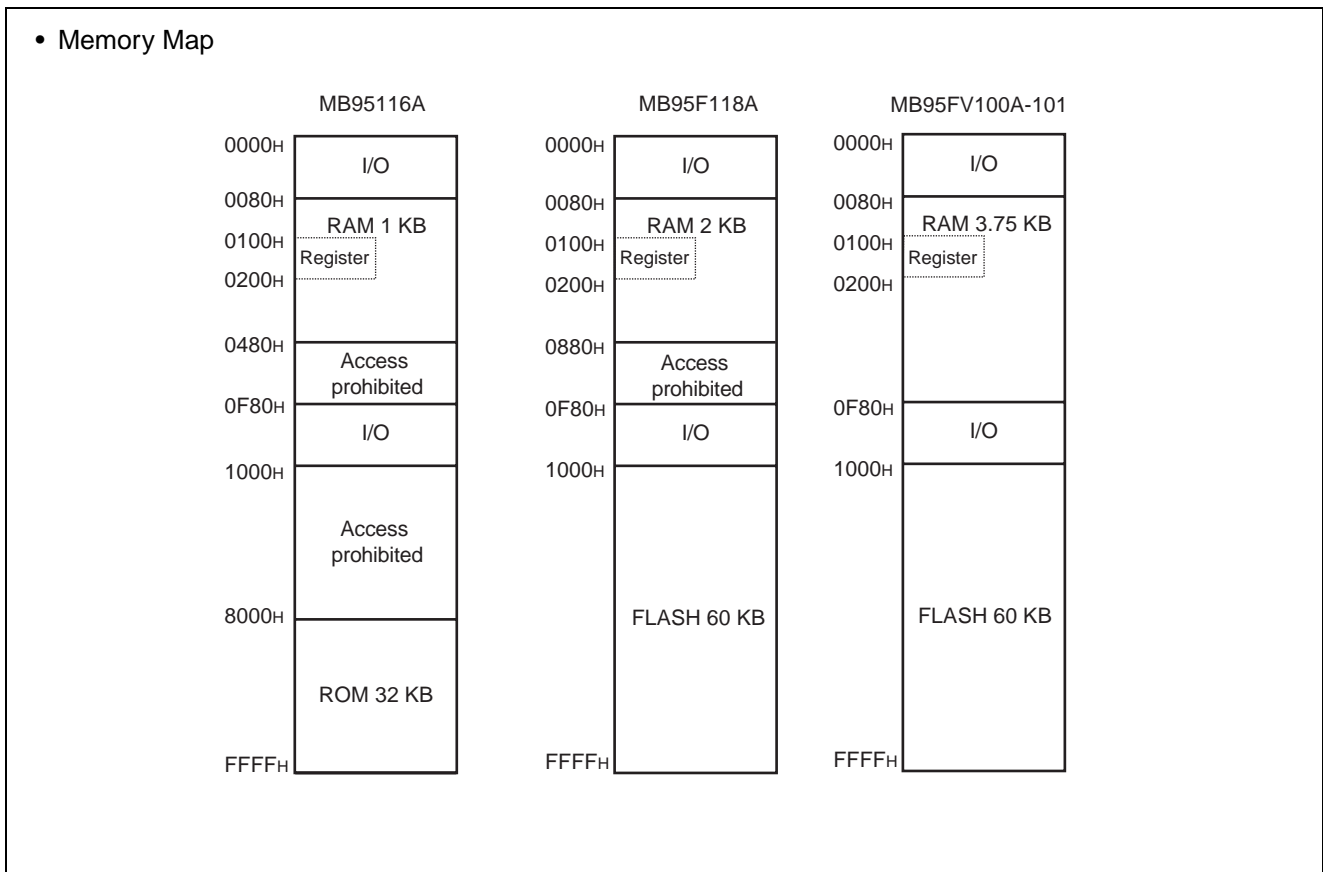 • Memory Map
MB95116A
0000H
I/O
0080H
RAM 1 KB
0100H
Register
0200H
0480H
Access
prohibited
0F80H
I/O
1000H
Access
prohibited
8000H
ROM 32 KB
FFFFH
MB95F118A
0000H
I/O
0080H
RAM 2 KB
0100H
Register
0200H
0880H
Access
prohibited
0F80H
I/O
1000H
FLASH 60 KB
FFFFH
MB95FV100A-101
0000H
I/O
0080H
RAM 3.75 KB
0100H
Register
0200H
0F80H
I/O
1000H
FLASH 60 KB
FFFFH